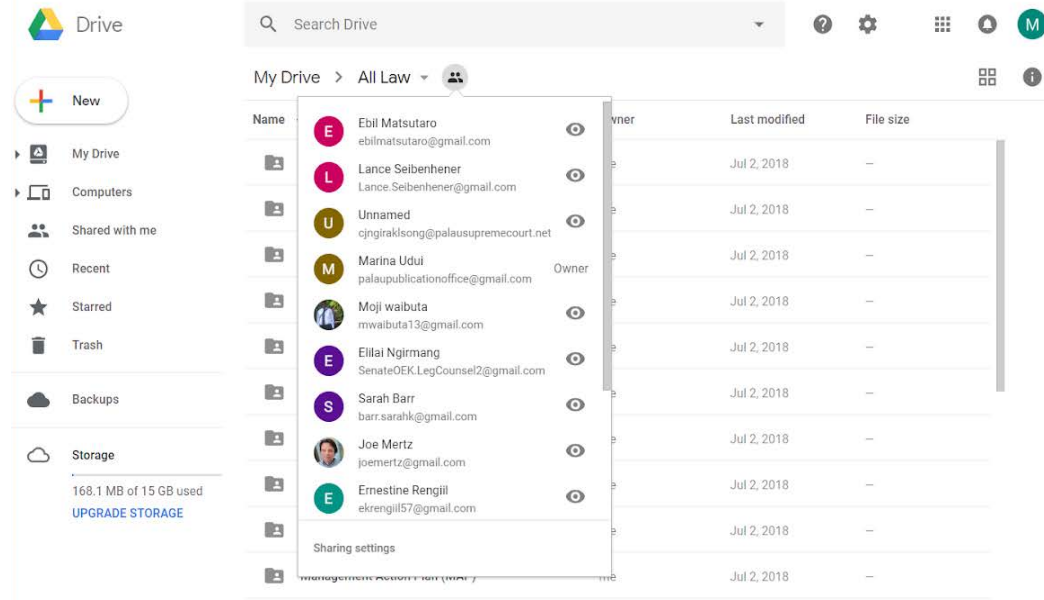 Drive
Search Drive
M
My Drive > All Law
New
Name
Owner
Last modified
File size
My Drive
Computers
Shared with me
Recent
Starred
Trash
Backups
Storage
168.1 MB of 15 GB used
UPGRADE STORAGE
E
Ebil Matsutaro
ebilmatsutaro@gmail.com
L
Lance Seibenhener
Lance.Seibenhener@gmail.com
U
Unnamed
cjngiraklsong@palausupremecourt.net
M
Marina Udui
palaupublicationoffice@gmail.com
Owner
Moji waibuta
mwaibuta13@gmail.com
E
Elilai Ngirmang
SenateOEK.LegCounsel2@gmail.com
S
Sarah Barr
barr.sarahk@gmail.com
Joe Mertz
joemertz@gmail.com
E
Ernestine Rengiil
ekrengiil57@gmail.com
Sharing settings
Jul 2, 2018 –
Jul 2, 2018 –
Jul 2, 2018 –
Jul 2, 2018 –
Jul 2, 2018 –
Jul 2, 2018 –
Jul 2, 2018 –
Jul 2, 2018 –
Jul 2, 2018 –
Management Action Plan (MAP) me Jul 2, 2018 –